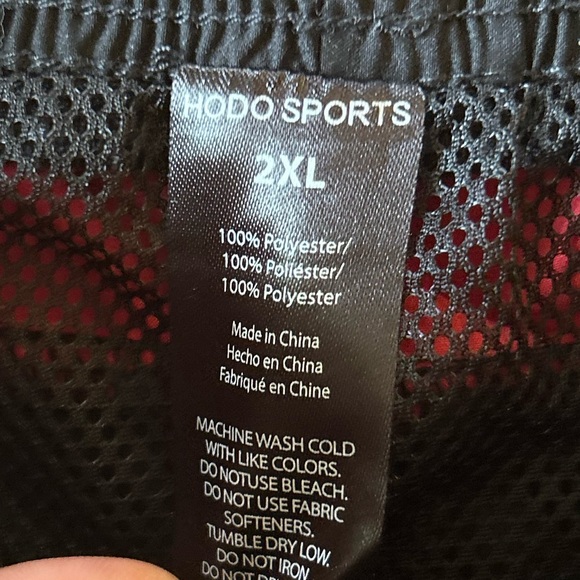 HODO SPORTS
2XL
100% Polyester/
100% Poliéster/
100% Polyester
Made in China
Hecho en China
Fabriqué en Chine
MACHINE WASH COLD
WITH LIKE COLORS.
DO NOTUSE BLEACH.
DO NOT USE FABRIC
SOFTENERS.
TUMBLE DRY LOW.
DO NOT IRON
DO NOT